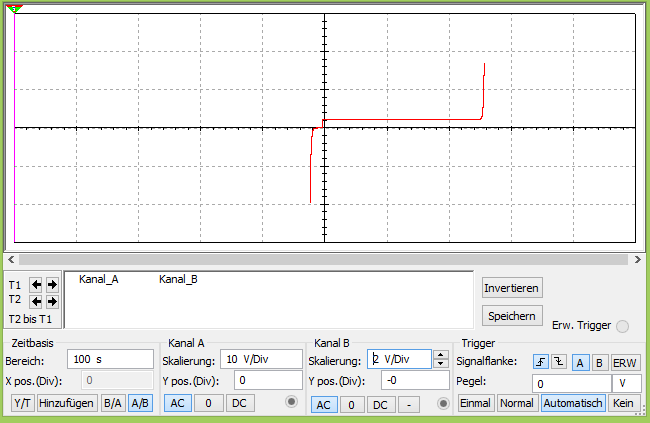 T1
T2
T2 bis T1
Kanal_A Kanal_B
Invertieren
Speichern
Erw. Trigger
Zeitbasis
Bereich: 100 s
X pos.(Div): 0
Y/T Hinzufügen B/A A/B
Kanal A
Skalierung: 10 V/Div
Y pos.(Div): 0
AC 0 DC
Kanal B
Skalierung: 2 V/Div
Y pos.(Div): -0
AC 0 DC -
Trigger
Signalflanke: A B ERW
Pegel: 0 V
Einmal Normal Automatisch Kein